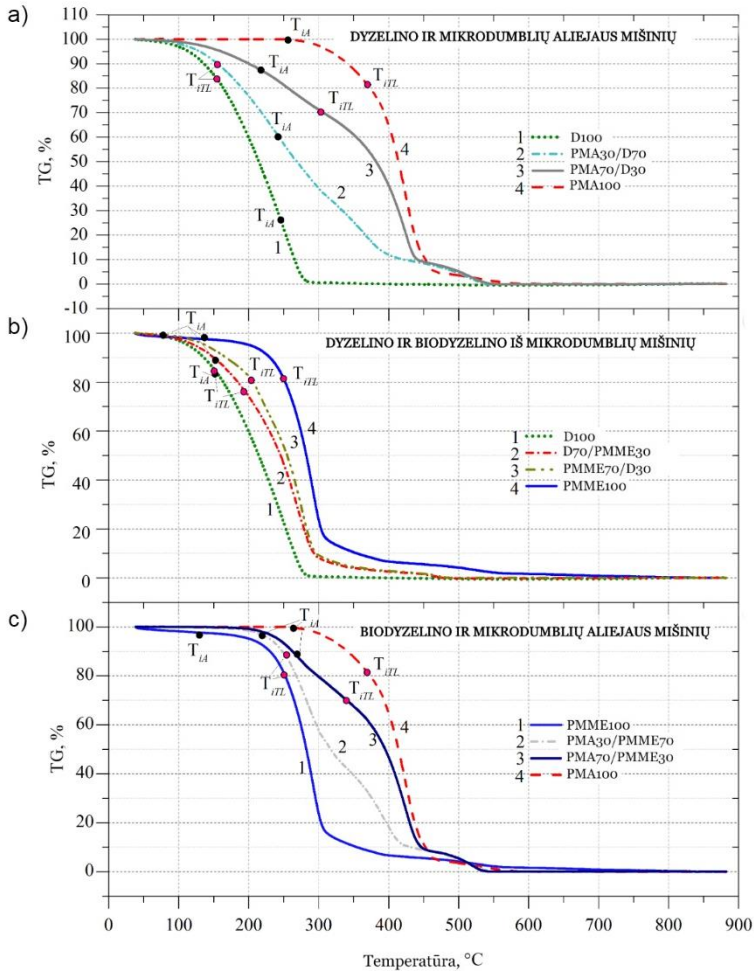 a)
DYZELINO IR MIKRODUMBLIŲ ALIEJAUS MIŠINIŲ
TG, %
110
100
90
80
70
60
50
40
30
20
10
0
-10
TiA
TiA
TiTL
TiTL
TiTL
TiA
TiA
4
3
2
1
1 D100
2 PMA30/D70
3 PMA70/D30
4 PMA100
b)
DYZELINO IR BIODYZELINO IŠ MIKRODUMBLIŲ MIŠINIŲ
TG, %
100
80
60
40
20
0
TiA
TiA
TiTL
TiTL
TiTL
4
3
2
1
1 D100
2 D70/PMME30
3 PMME70/D30
4 PMME100
c)
BIODYZELINO IR MIKRODUMBLIŲ ALIEJAUS MIŠINIŲ
TG, %
100
80
60
40
20
0
TiA
TiA
TiTL
TiTL
TiTL
4
3
2
1
1 PMME100
2 PMA30/PMME70
3 PMA70/PMME30
4 PMA100
0 100 200 300 400 500 600 700 800 900
Temperatūra, °C